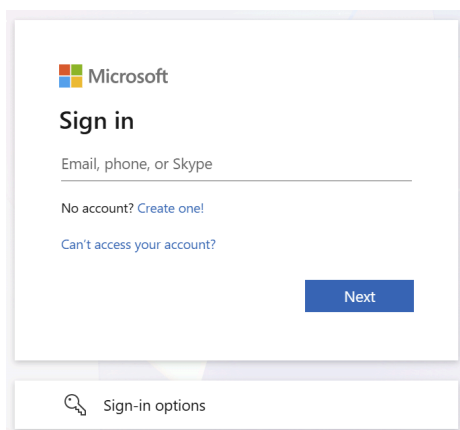 Microsoft
Sign in
Email, phone, or Skype
No account? Create one!
Can't access your account?
Next
Sign-in options